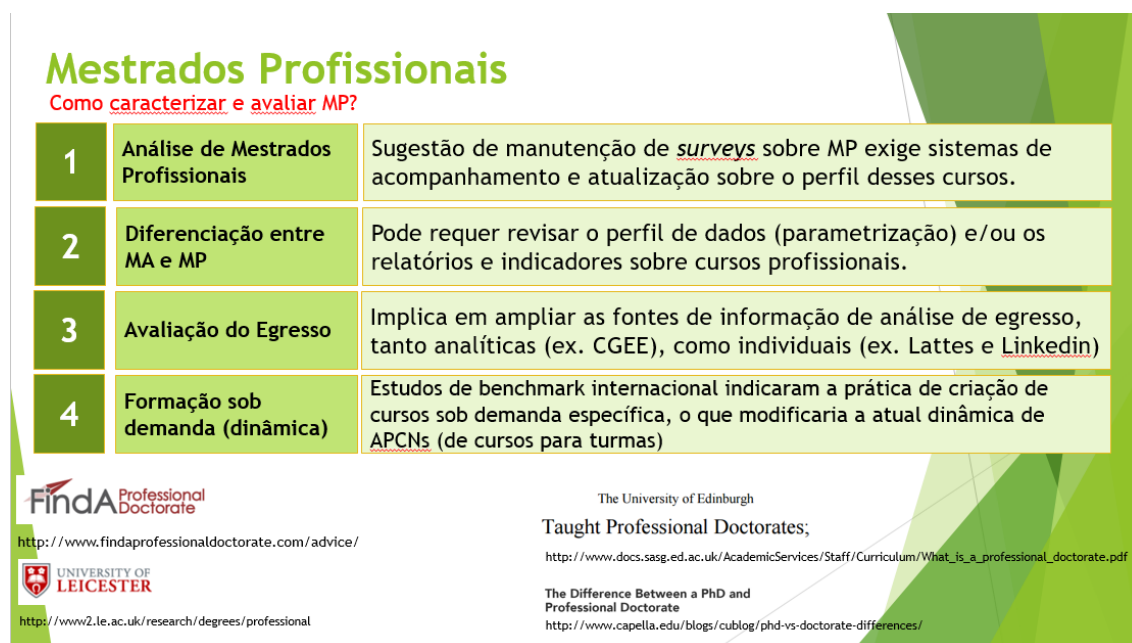 Mestrados Profissionais
Como caracterizar e avaliar MP?
1
Análise de Mestrados
Profissionais
Sugestão de manutenção de surveys sobre MP exige sistemas de
acompanhamento e atualização sobre o perfil desses cursos.
2
Diferenciação entre
MA e MP
Pode requer revisar o perfil de dados (parametrização) e/ou os
relatórios e indicadores sobre cursos profissionais.
3
Avaliação do Egresso
Implica em ampliar as fontes de informação de análise de egresso,
tanto analíticas (ex. CGEE), como individuais (ex. Lattes e Linkedin)
4
Formação sob
demanda (dinâmica)
Estudos de benchmark internacional indicaram a prática de criação de
cursos sob demanda específica, o que modificaria a atual dinâmica de
APCNs (de cursos para turmas)
FindA Professional
Doctorate
http://www.findaprofessionaldoctorate.com/advice/
UNIVERSITY OF
LEICESTER
http://www2.le.ac.uk/research/degrees/professional
The University of Edinburgh
Taught Professional Doctorates;
http://www.docs.sasg.ed.ac.uk/AcademicServices/Staff/Curriculum/What_is_a_professional_doctorate.pdf
The Difference Between a PhD and
Professional Doctorate
http://www.capella.edu/blogs/cublog/phd-vs-doctorate-differences/